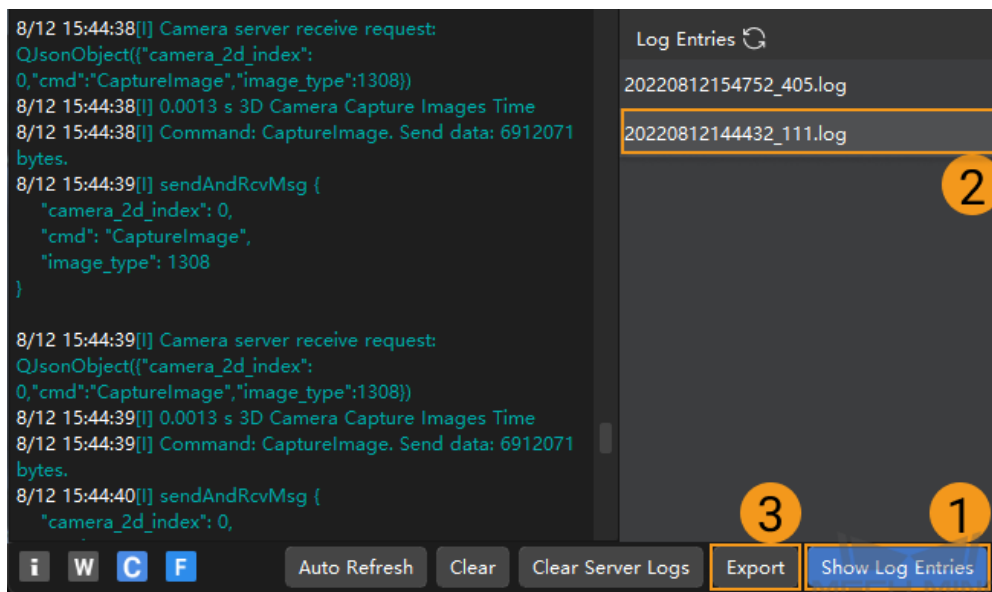 8/12 15:44:38[I] Camera server receive request:
QJsonObject({"camera_2d_index":
0,"cmd":"CaptureImage","image_type":1308})
8/12 15:44:38[I] 0.0013 s 3D Camera Capture Images Time
8/12 15:44:38[I] Command: CaptureImage. Send data: 6912071
bytes.
8/12 15:44:39[I] sendAndRcvMsg {
"camera_2d_index": 0,
"cmd": "CaptureImage",
"image_type": 1308
}
8/12 15:44:39[I] Camera server receive request:
QJsonObject({"camera_2d_index":
0,"cmd":"CaptureImage","image_type":1308})
8/12 15:44:39[I] 0.0013 s 3D Camera Capture Images Time
8/12 15:44:39[I] Command: CaptureImage. Send data: 6912071
bytes.
8/12 15:44:40[I] sendAndRcvMsg {
"camera_2d_index": 0,
Log Entries
20220812154752_405.log
20220812144432_111.log
2
3
1
i W C F Auto Refresh Clear Clear Server Logs Export Show Log Entries